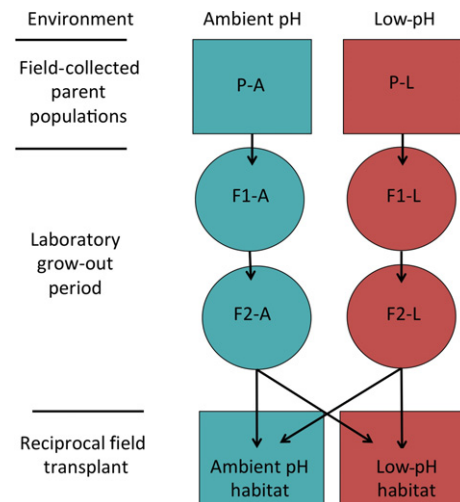 Environment Ambient pH Low-pH
Field-collected
parent
populations
P-A P-L
F1-A F1-L
Laboratory
grow-out
period
F2-A F2-L
Reciprocal field
transplant
Ambient pH
habitat
Low-pH
habitat